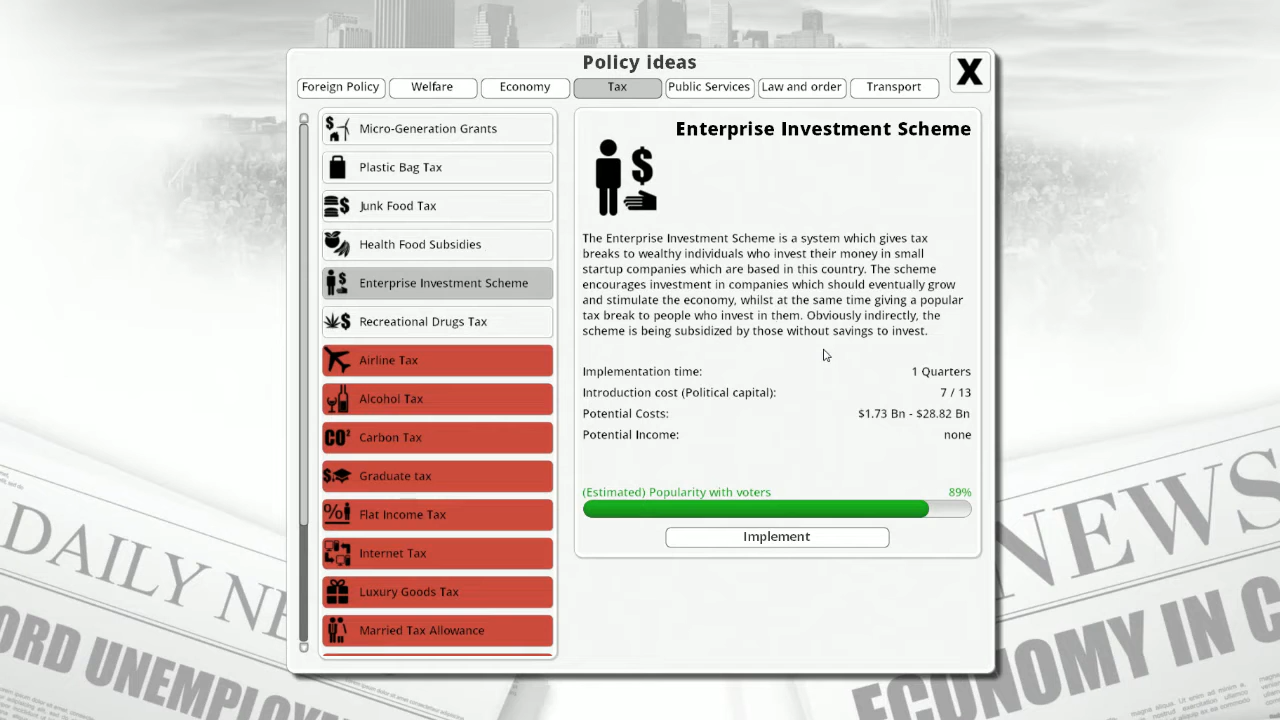 Policy ideas
X
Foreign Policy
Welfare
Economy
Tax
Public Services
Law and order
Transport
Micro-Generation Grants
Plastic Bag Tax
Junk Food Tax
Health Food Subsidies
Enterprise Investment Scheme
Recreational Drugs Tax
Airline Tax
Alcohol Tax
CO² Carbon Tax
Graduate tax
Flat Income Tax
Internet Tax
Luxury Goods Tax
Married Tax Allowance
Enterprise Investment Scheme
The Enterprise Investment Scheme is a system which gives tax
breaks to wealthy individuals who invest their money in small
startup companies which are based in this country. The scheme
encourages investment in companies which should eventually grow
and stimulate the economy, whilst at the same time giving a popular
tax break to people who invest in them. Obviously indirectly, the
scheme is being subsidized by those without savings to invest.
Implementation time: 1 Quarters
Introduction cost (Political capital): 7 / 13
Potential Costs: $1.73 Bn - $28.82 Bn
Potential Income: none
(Estimated) Popularity with voters 89%
Implement
DAILY NE
ORD UNEMPLOY
NEWS
ECONOMY IN C